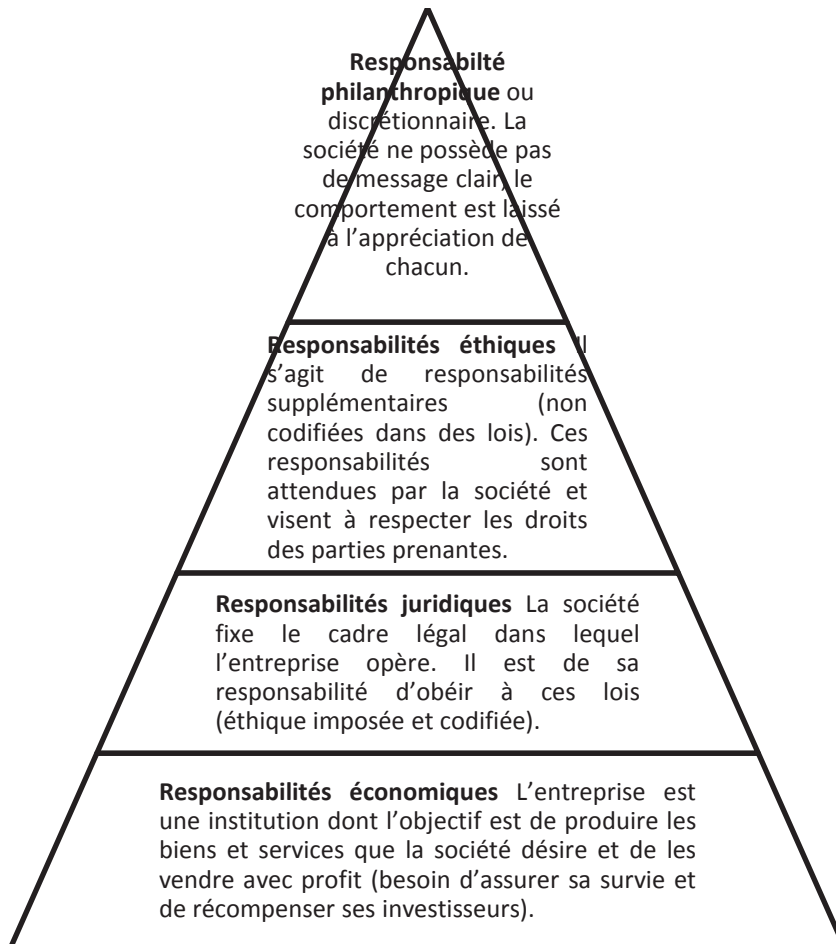 Responsabilté
philanthropique ou
discrétionnaire. La
société ne possède pas
de message clair, le
comportement est laissé
à l’appréciation de
chacun.
Responsabilités éthiques Il
s’agit de responsabilités
supplémentaires (non
codifiées dans des lois). Ces
responsabilités sont
attendues par la société et
visent à respecter les droits
des parties prenantes.
Responsabilités juridiques La société
fixe le cadre légal dans lequel
l’entreprise opère. Il est de sa
responsabilité d’obéir à ces lois
(éthique imposée et codifiée).
Responsabilités économiques L’entreprise est
une institution dont l’objectif est de produire les
biens et services que la société désire et de les
vendre avec profit (besoin d’assurer sa survie et
de récompenser ses investisseurs).